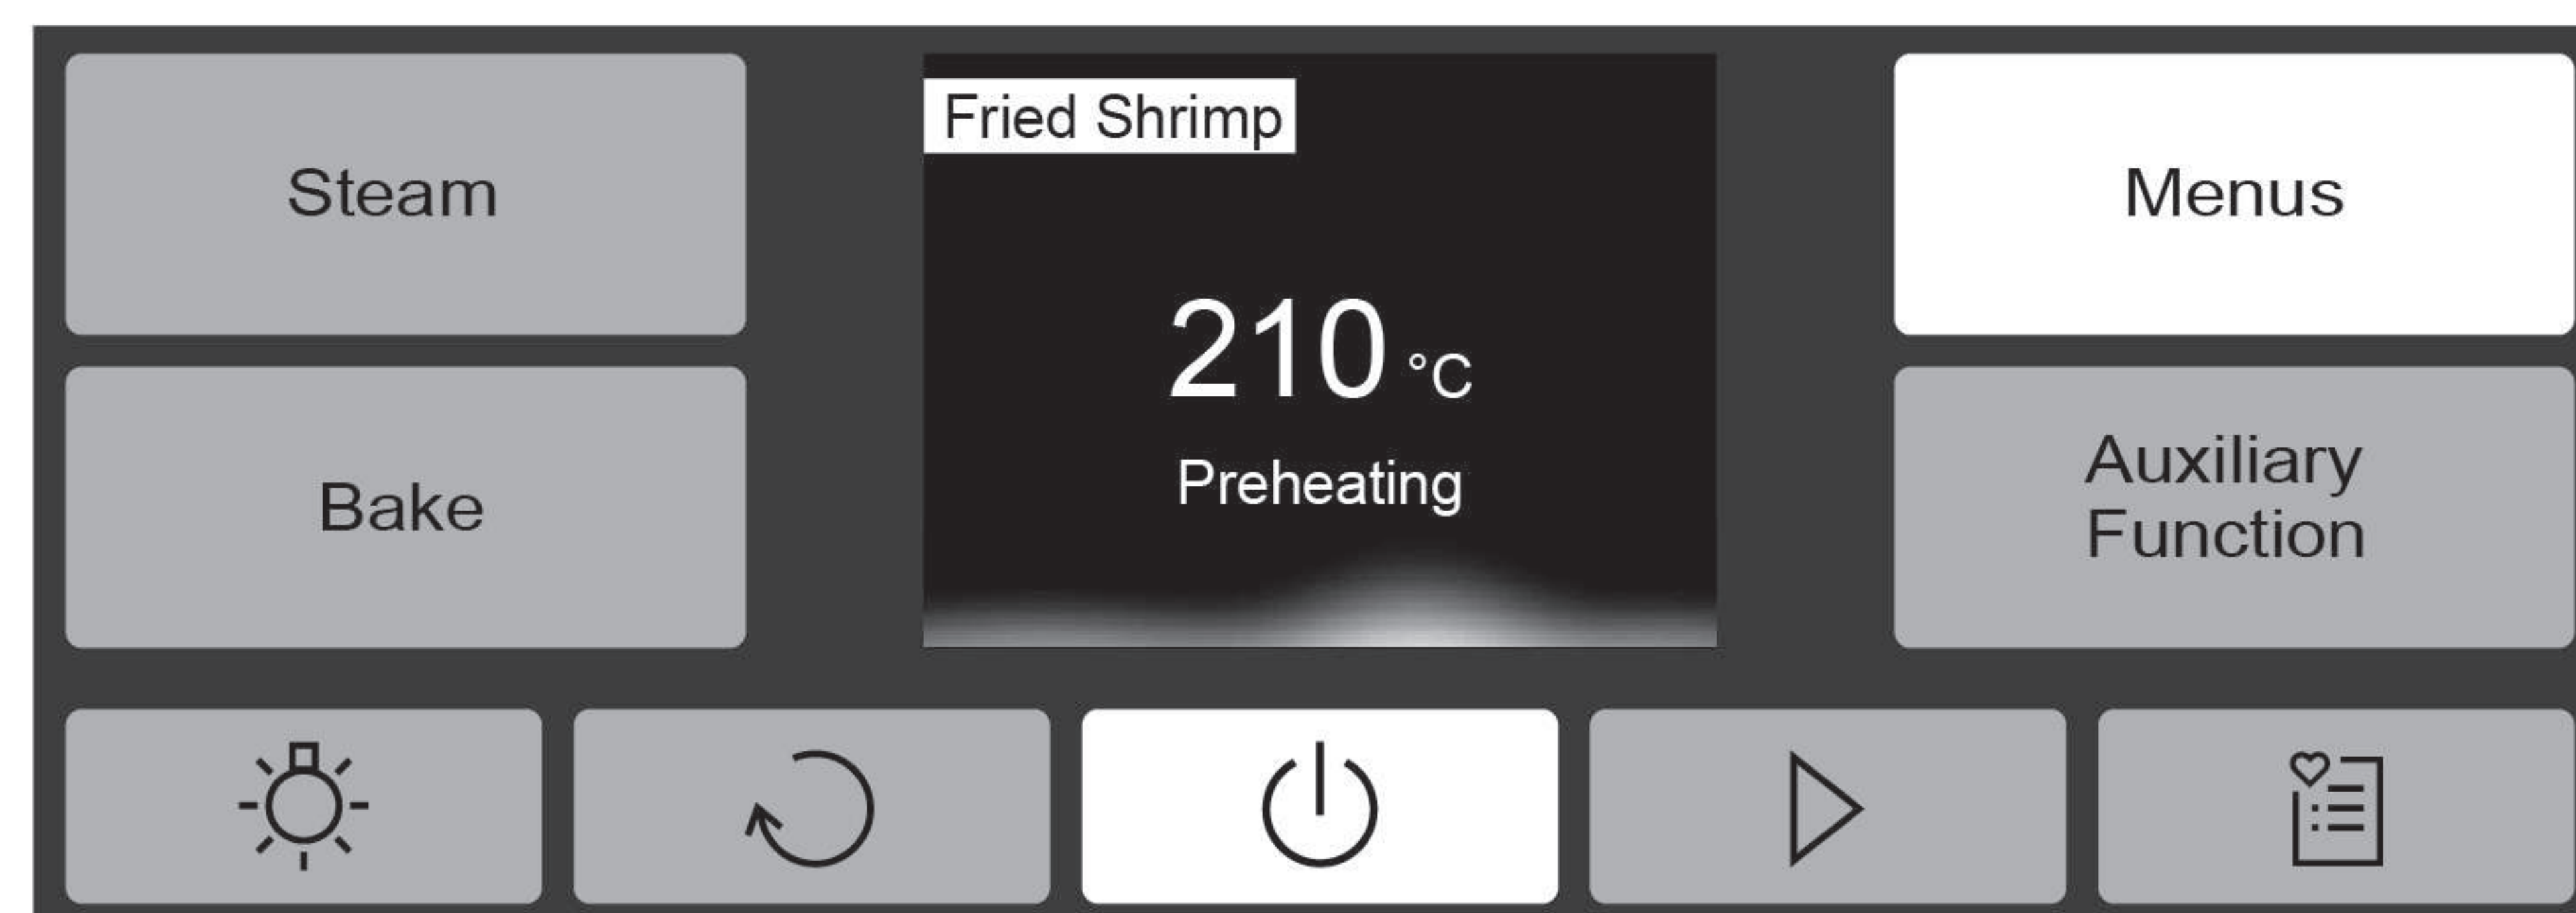 Steam
Fried Shrimp
Menus
210 °C
Preheating
Bake
Auxiliary
Function